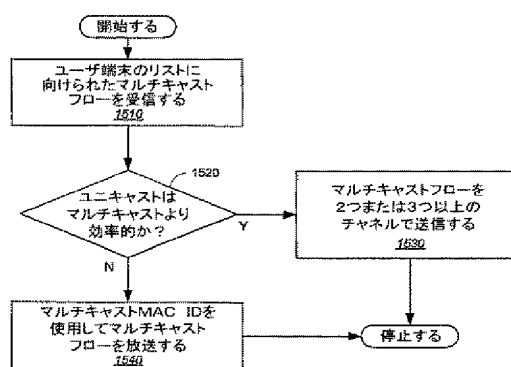 開始する
ユーザ端末のリストに
向けられたマルチキャスト
フローを受信する
1510
1520
ユニキャストは
マルチキャストより
効率的か?
Y
N
マルチキャストフローを
2つまたは3つ以上の
チャネルで送信する
1530
マルチキャストMAC IDを
使用してマルチキャスト
フローを放送する
1540
停止する